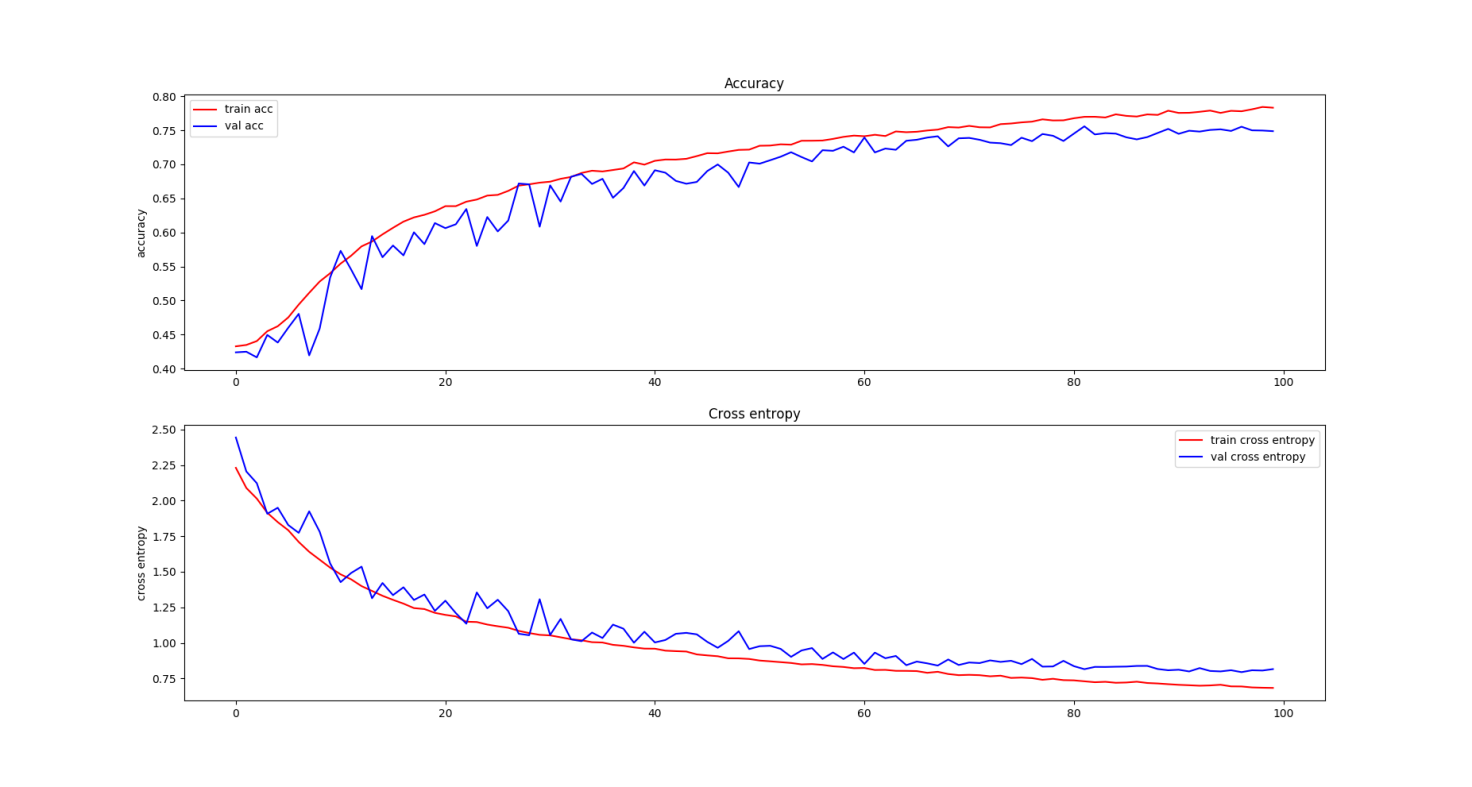 Accuracy
0.80
0.75
0.70
0.65
0.60
0.55
0.50
0.45
0.40
accuracy
train acc
val acc
0 20 40 60 80 100
Cross entropy
2.50
2.25
2.00
1.75
1.50
1.25
1.00
0.75
cross entropy
train cross entropy
val cross entropy
0 20 40 60 80 100